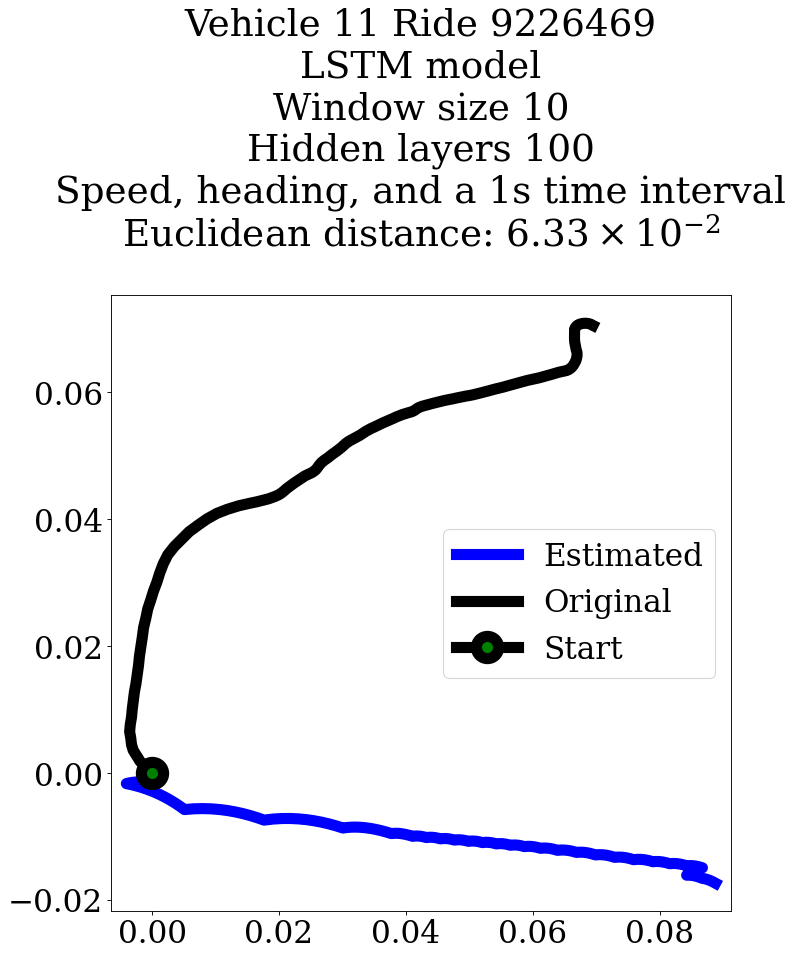 Vehicle 11 Ride 9226469
LSTM model
Window size 10
Hidden layers 100
Speed, heading, and a 1s time interval
Euclidean distance: 6.33 × 10⁻²
0.06
0.04
Estimated
Original
0.02
Start
0.00
−0.02
0.00 0.02 0.04 0.06 0.08